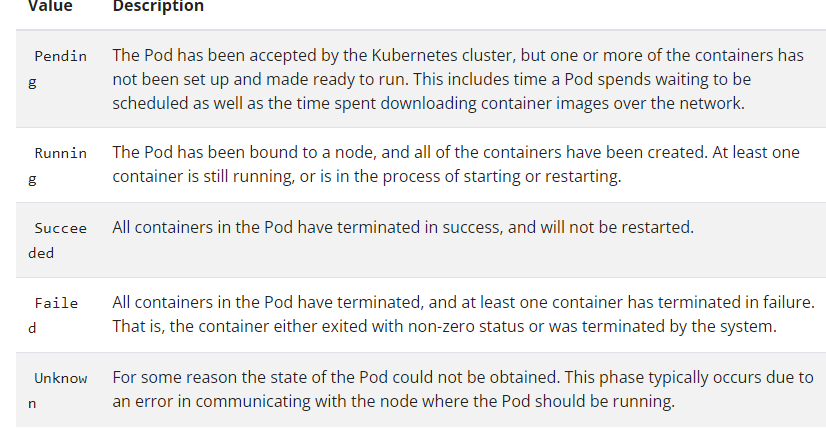 Value Description
Pendin The Pod has been accepted by the Kubernetes cluster, but one or more of the containers has
g not been set up and made ready to run. This includes time a Pod spends waiting to be
scheduled as well as the time spent downloading container images over the network.
Runnin The Pod has been bound to a node, and all of the containers have been created. At least one
g container is still running, or is in the process of starting or restarting.
Succee All containers in the Pod have terminated in success, and will not be restarted.
ded
Faile All containers in the Pod have terminated, and at least one container has terminated in failure.
d That is, the container either exited with non-zero status or was terminated by the system.
Unknow For some reason the state of the Pod could not be obtained. This phase typically occurs due to
n an error in communicating with the node where the Pod should be running.